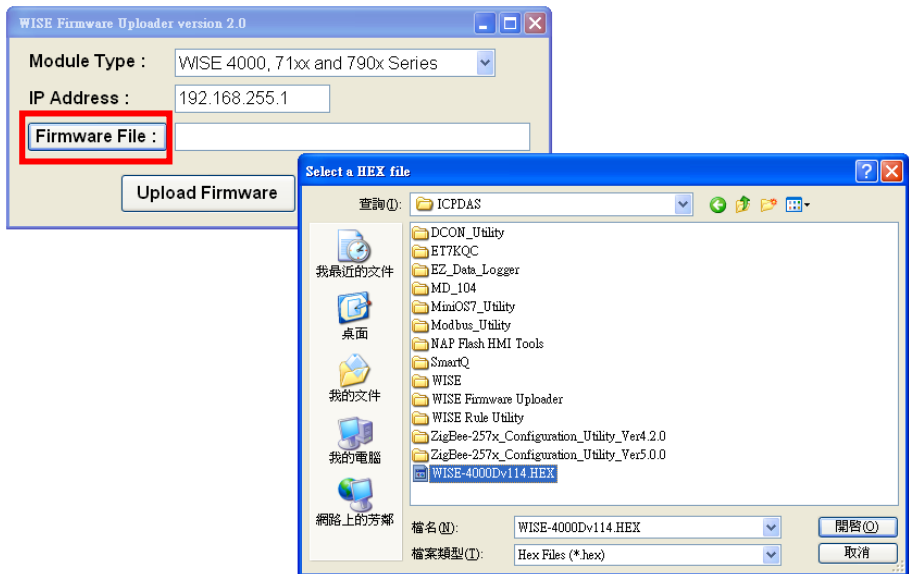 WISE Firmware Uploader version 2.0
Module Type :
WISE 4000, 71xx and 790x Series
IP Address :
192.168.255.1
Firmware File :
Upload Firmware
Select a HEX file
查詢(I):
ICPDAS
我最近的文件
桌面
我的文件
我的電腦
網路上的芳鄰
DCON_Utility
ET7KQC
EZ_Data_Logger
MD_104
MiniOS7_Utility
Modbus_Utility
NAP Flash HMI Tools
SmartQ
WISE
WISE Firmware Uploader
WISE Rule Utility
ZigBee-257x_Configuration_Utility_Ver4.2.0
ZigBee-257x_Configuration_Utility_Ver5.0.0
WISE-4000Dv114.HEX
檔名(N):
WISE-4000Dv114.HEX
開啓(O)
檔案類型(T):
Hex Files (*.hex)
取消